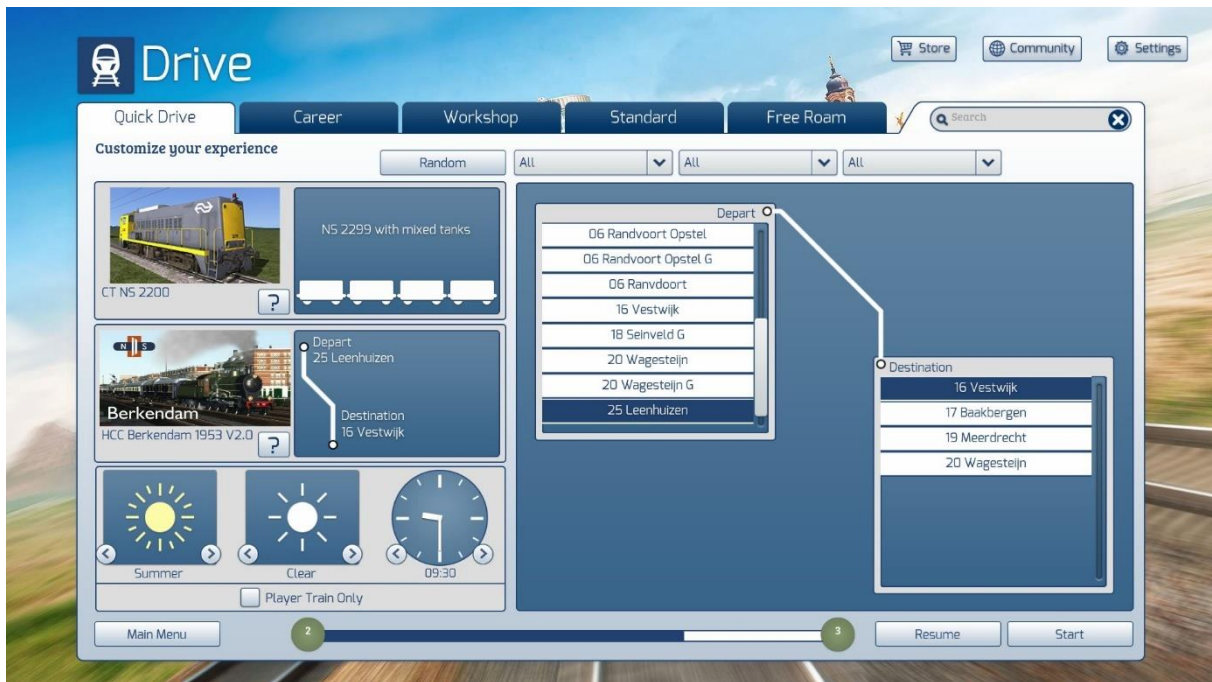 Drive
Store
Community
Settings
Quick Drive
Career
Workshop
Standard
Free Roam
Search
Customize your experience
Random
All
All
All
CT NS 2200
?
NS 2299 with mixed tanks
N S
Berkendam
HCC Berkendam 1953 V2.0
?
Depart
25 Leenhuizen
Destination
16 Vestwijk
Summer
Clear
09:30
Player Train Only
Depart
06 Randvoort Opstel
06 Randvoort Opstel G
06 Ranvdoort
16 Vestwijk
18 Seinveld G
20 Wagesteijn
20 Wagesteijn G
25 Leenhuizen
Destination
16 Vestwijk
17 Baakbergen
19 Meerdrecht
20 Wagesteijn
Main Menu
2
3
Resume
Start